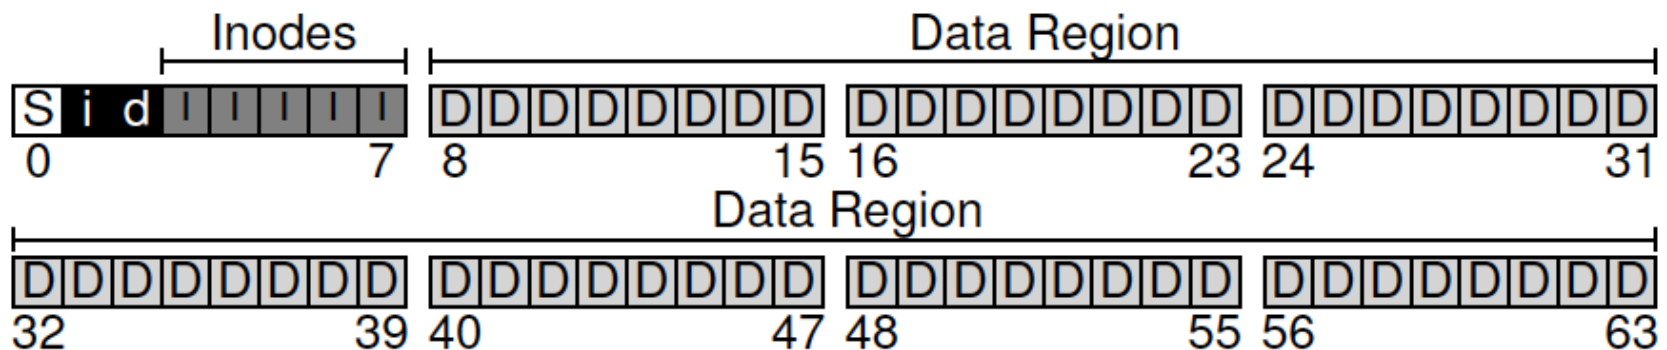 Inodes Data Region
S i d I I I I I D D D D D D D D D D D D D D D D D D D D D D D D
0 7 8 15 16 23 24 31
Data Region
D D D D D D D D D D D D D D D D D D D D D D D D D D D D D D D D
32 39 40 47 48 55 56 63